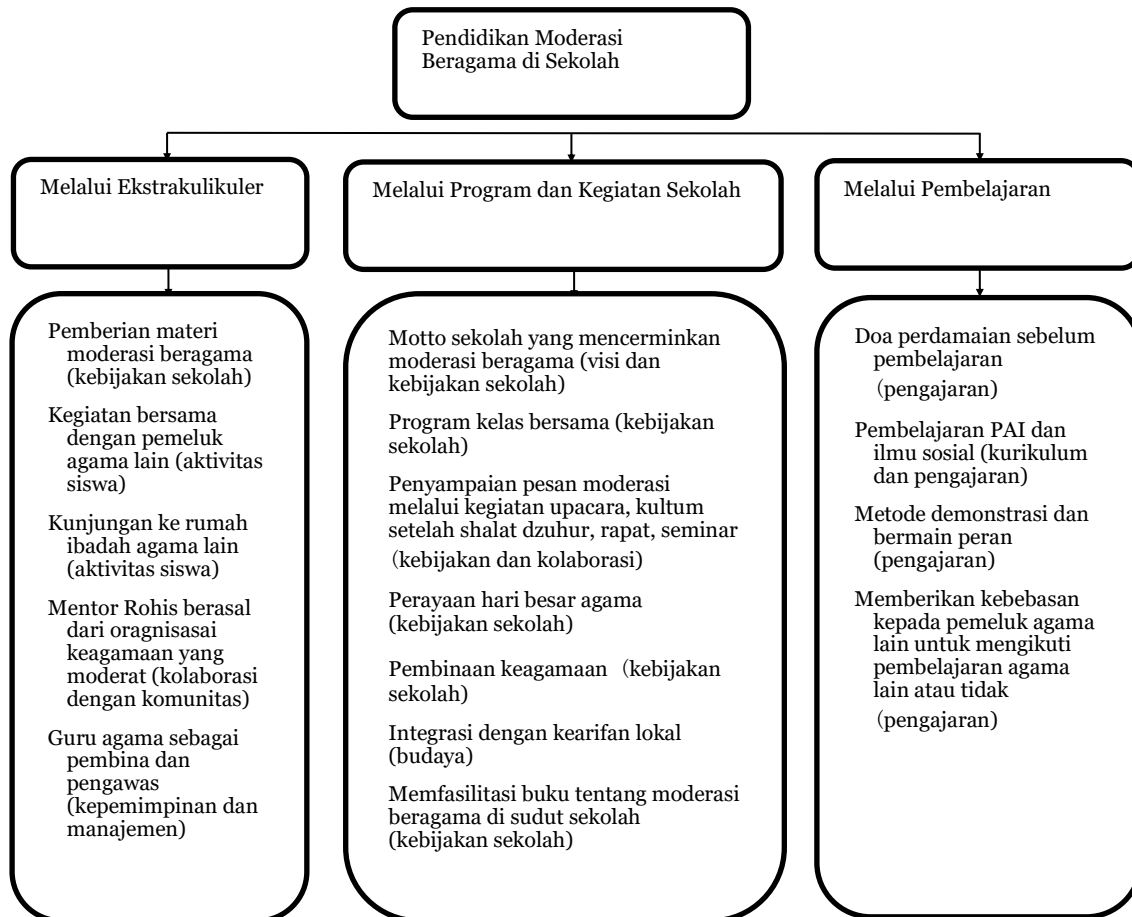 Pendidikan Moderasi
Beragama di Sekolah
Melalui Ekstrakulikuler
Melalui Program dan Kegiatan Sekolah
Melalui Pembelajaran
Pemberian materi
moderasi beragama
(kebijakan sekolah)
Kegiatan bersama
dengan pemeluk
agama lain (aktivitas
siswa)
Kunjungan ke rumah
ibadah agama lain
(aktivitas siswa)
Mentor Rohis berasal
dari oragnisasai
keagamaan yang
moderat (kolaborasi
dengan komunitas)
Guru agama sebagai
pembina dan
pengawas
(kepemimpinan dan
manajemen)
Motto sekolah yang mencerminkan
moderasi beragama (visi dan
kebijakan sekolah)
Program kelas bersama (kebijakan
sekolah)
Penyampaian pesan moderasi
melalui kegiatan upacara, kultum
setelah shalat dzuhur, rapat, seminar
(kebijakan dan kolaborasi)
Perayaan hari besar agama
(kebijakan sekolah)
Pembinaan keagamaan (kebijakan
sekolah)
Integrasi dengan kearifan lokal
(budaya)
Memfasilitasi buku tentang moderasi
beragama di sudut sekolah
(kebijakan sekolah)
Doa perdamaian sebelum
pembelajaran
(pengajaran)
Pembelajaran PAI dan
ilmu sosial (kurikulum
dan pengajaran)
Metode demonstrasi dan
bermain peran
(pengajaran)
Memberikan kebebasan
kepada pemeluk agama
lain untuk mengikuti
pembelajaran agama
lain atau tidak
(pengajaran)